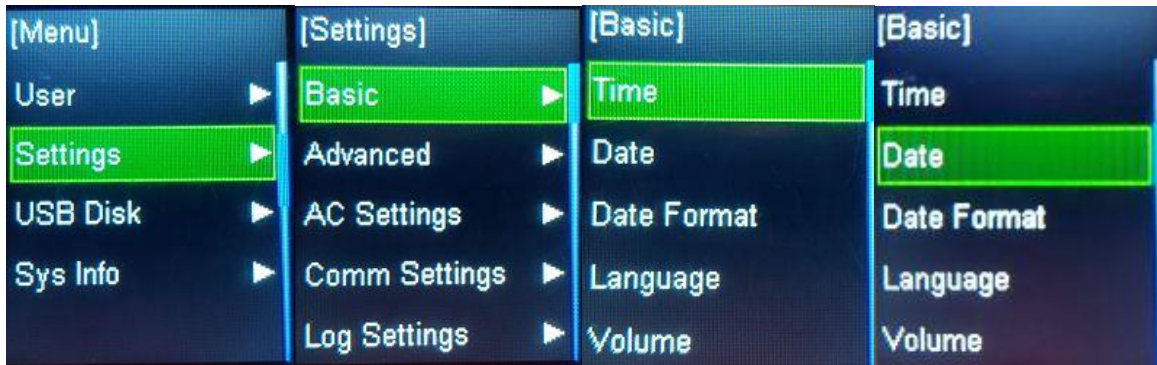 [Menu]
User
Settings
USB Disk
Sys Info
[Settings]
Basic
Advanced
AC Settings
Comm Settings
Log Settings
[Basic]
Time
Date
Date Format
Language
Volume
[Basic]
Time
Date
Date Format
Language
Volume